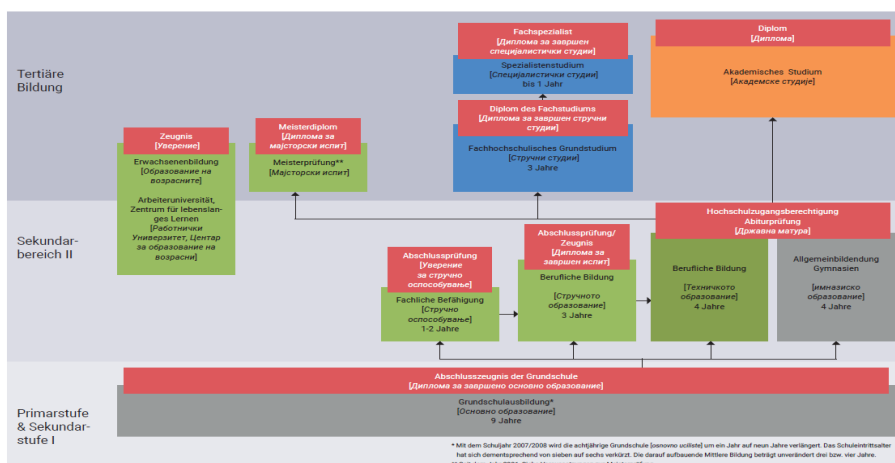 Tertiäre
Bildung
Fachspezialist
[Диплома за завршен
специјалистички студии]
Spezialistenstudium
[Специјалистички студии]
bis 1 Jahr
Diplom
[Диплома]
Akademisches Studium
[Академске студије]
Diplom des Fachstudiums
[Диплома за завршен стручни
студии]
Fachhochschulisches Grundstudium
[Стручни студии]
3 Jahre
Zeugnis
[Уверение]
Erwachsenenbildung
[Образование на
возрасните]
Arbeiteruniversität,
Zentrum für lebenslan-
ges Lernen
[Работнички
Универзитет, Центар
за образование на
возрасни]
Meisterdiplom
[Диплома за
мајсторски испит]
Meisterprüfung**
[Мајсторски испит]
Sekundar-
bereich II
Abschlussprüfung
[Уверение
за стручно
оспособување]
Fachliche Befähigung
[Стручно
оспособување]
1-2 Jahre
Abschlussprüfung/
Zeugnis
[Диплома за
завршен испит]
Berufliche Bildung
[Стручното
образование]
3 Jahre
Hochschulzugangsberechtigung
Abiturprüfung
[Државна матура]
Berufliche Bildung
[Техничкото
образование]
4 Jahre
Allgemeinbildendung
Gymnasien
[имназиско образование]
4 Jahre
Primarstufe
& Sekundar-
stufe I
Abschlusszeugnis der Grundschule
[Диплома за завршено основно образование]
Grundschulausbildung*
[Основно образование]
9 Jahre
* Mit dem Schuljahr 2007/2008 wird die achtjährige Grundschule [osnovno uciliste] um ein Jahr auf neun Jahre verlängert. Das Schuleintrittsalter
hat sich dementsprechend von sieben auf sechs verkürzt. Die darauf aufbauende Mittlere Bildung beträgt unverändert drei bzw. vier Jahre.